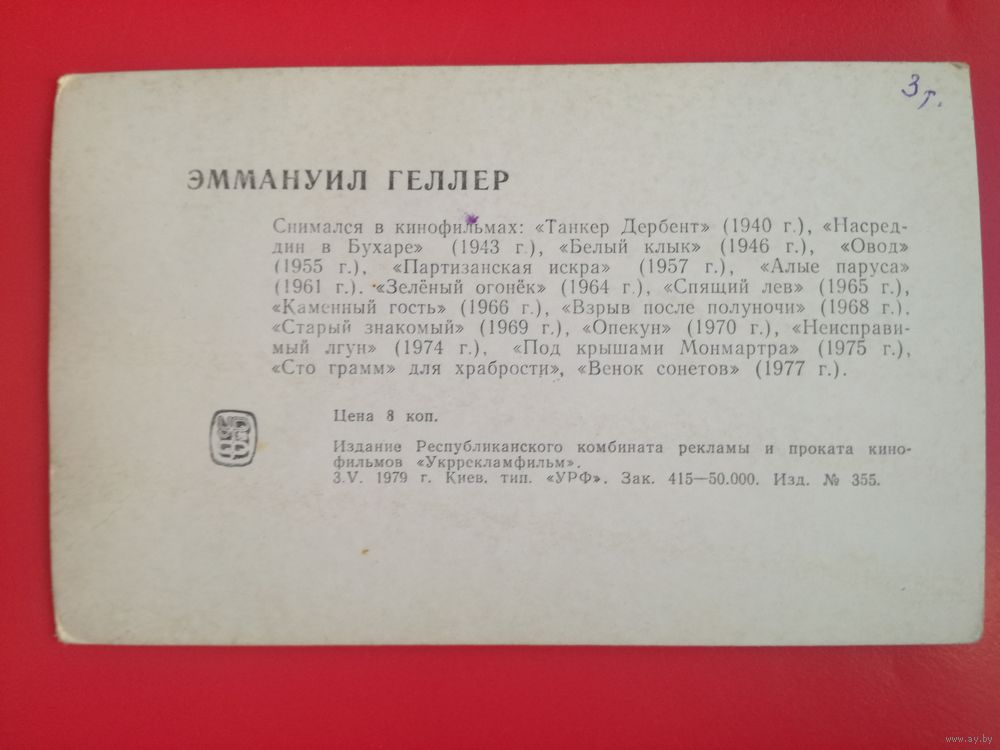 3 т.
ЭММАНУИЛ ГЕЛЛЕР
Снимался в кинофильмах: «Танкер Дербент» (1940 г.), «Насред-
дин в Бухаре» (1943 г.), «Белый клык» (1946 г.), «Овод»
(1955 г.), «Партизанская искра» (1957 г.), «Алые паруса»
(1961 г.). «Зелёный огонёк» (1964 г.), «Спящий лев» (1965 г.),
«Каменный гость» (1966 г.), «Взрыв после полуночи» (1968 г.),
«Старый знакомый» (1969 г.), «Опекун» (1970 г.), «Неисправи-
мый лгун» (1974 г.), «Под крышами Монмартра» (1975 г.),
«Сто грамм» для храбрости», «Венок сонетов» (1977 г.).
Цена 8 коп.
Издание Республиканского комбината рекламы и проката кино-
фильмов «Укррекламфильм».
3.V. 1979 г. Киев. тип. «УРФ». Зак. 415—50.000. Изд. № 355.
www.ay.by